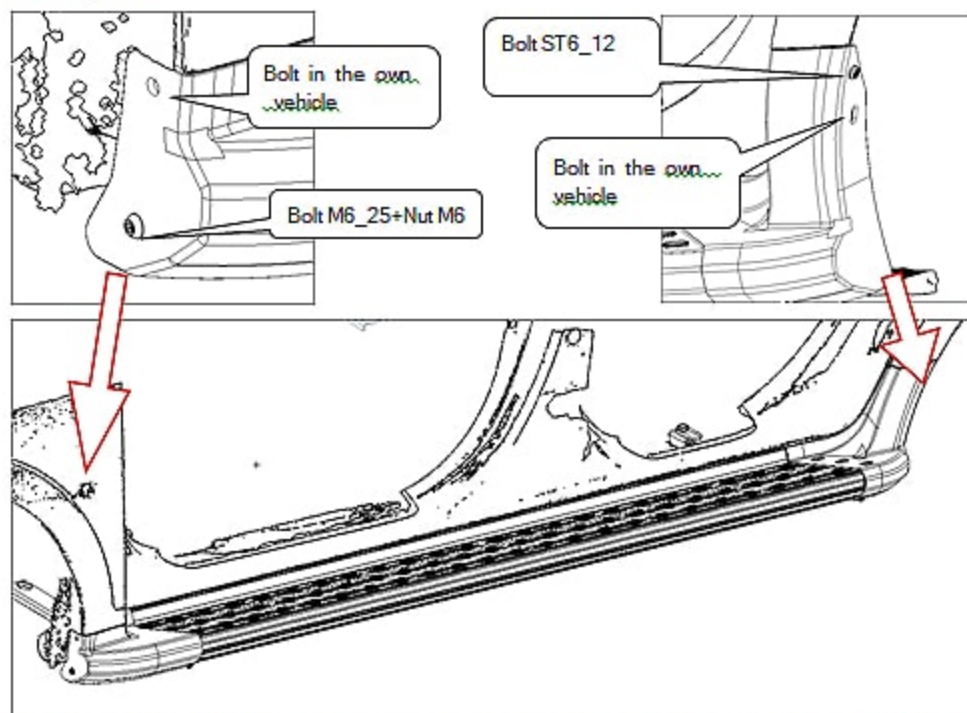 Bolt in the own
vehicle
Bolt M6_25+Nut M6
Bolt ST6_12
Bolt in the own
vehicle